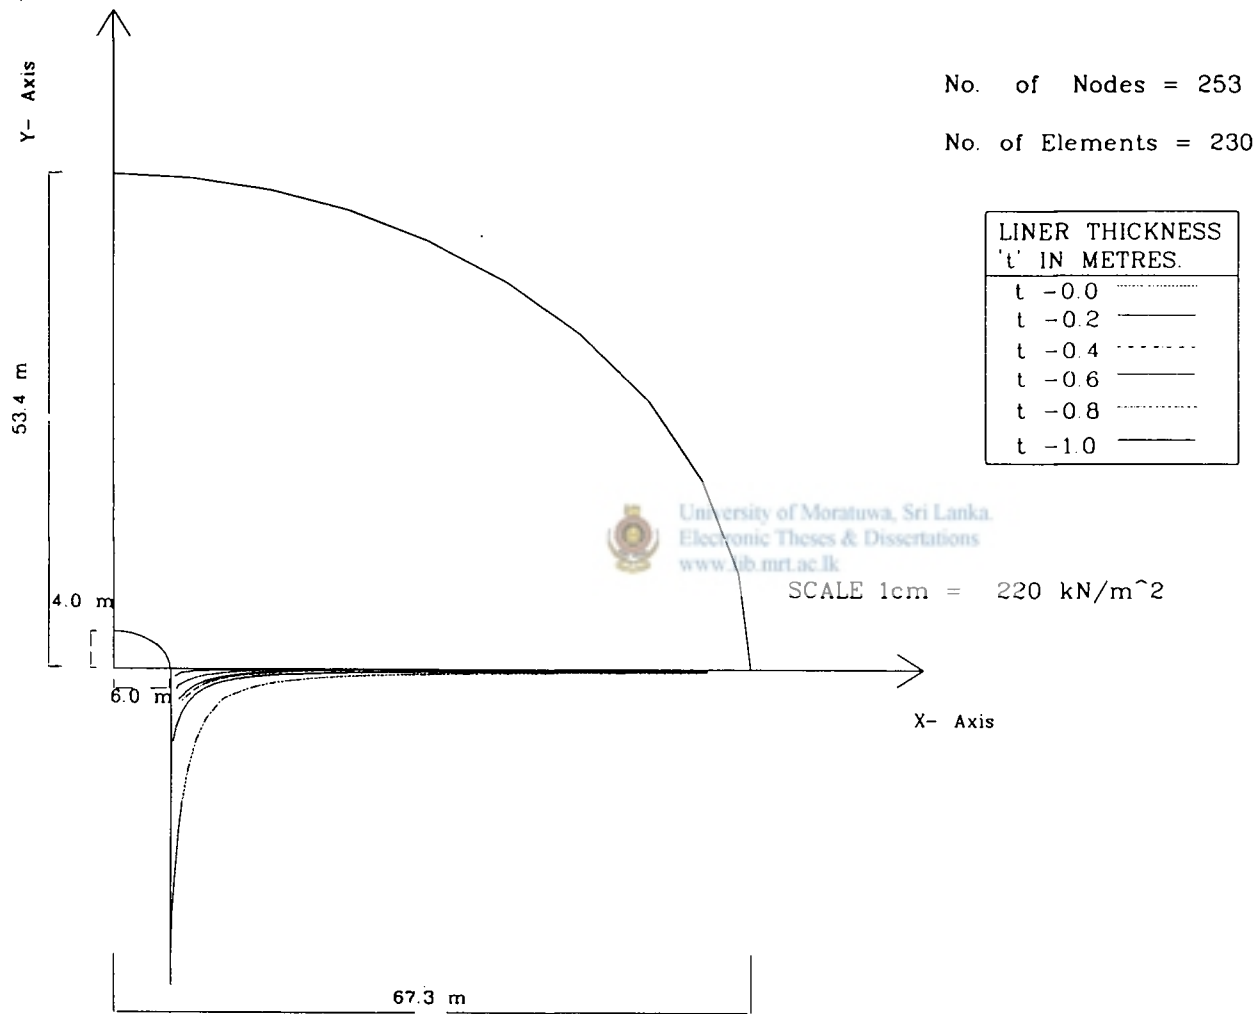 Y- Axis
No. of Nodes = 253
No. of Elements = 230
LINER THICKNESS
't' IN METRES.
t -0.0
t -0.2
t -0.4
t -0.6
t -0.8
t -1.0
53.4 m
University of Moratuwa, Sri Lanka.
Electronic Theses & Dissertations
www.lib.mrt.ac.lk
SCALE 1cm = 220 kN/m^2
4.0 m
6.0 m
X- Axis
67.3 m